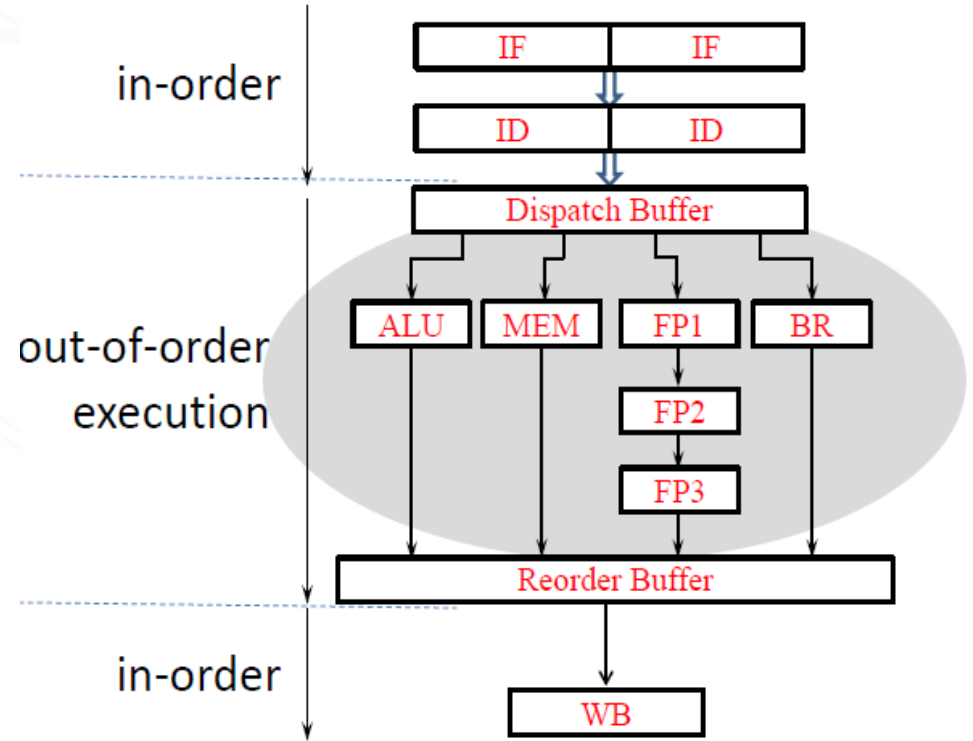 IF IF
in-order
ID ID
Dispatch Buffer
ALU MEM FP1 BR
out-of-order
execution
FP2
FP3
Reorder Buffer
in-order
WB